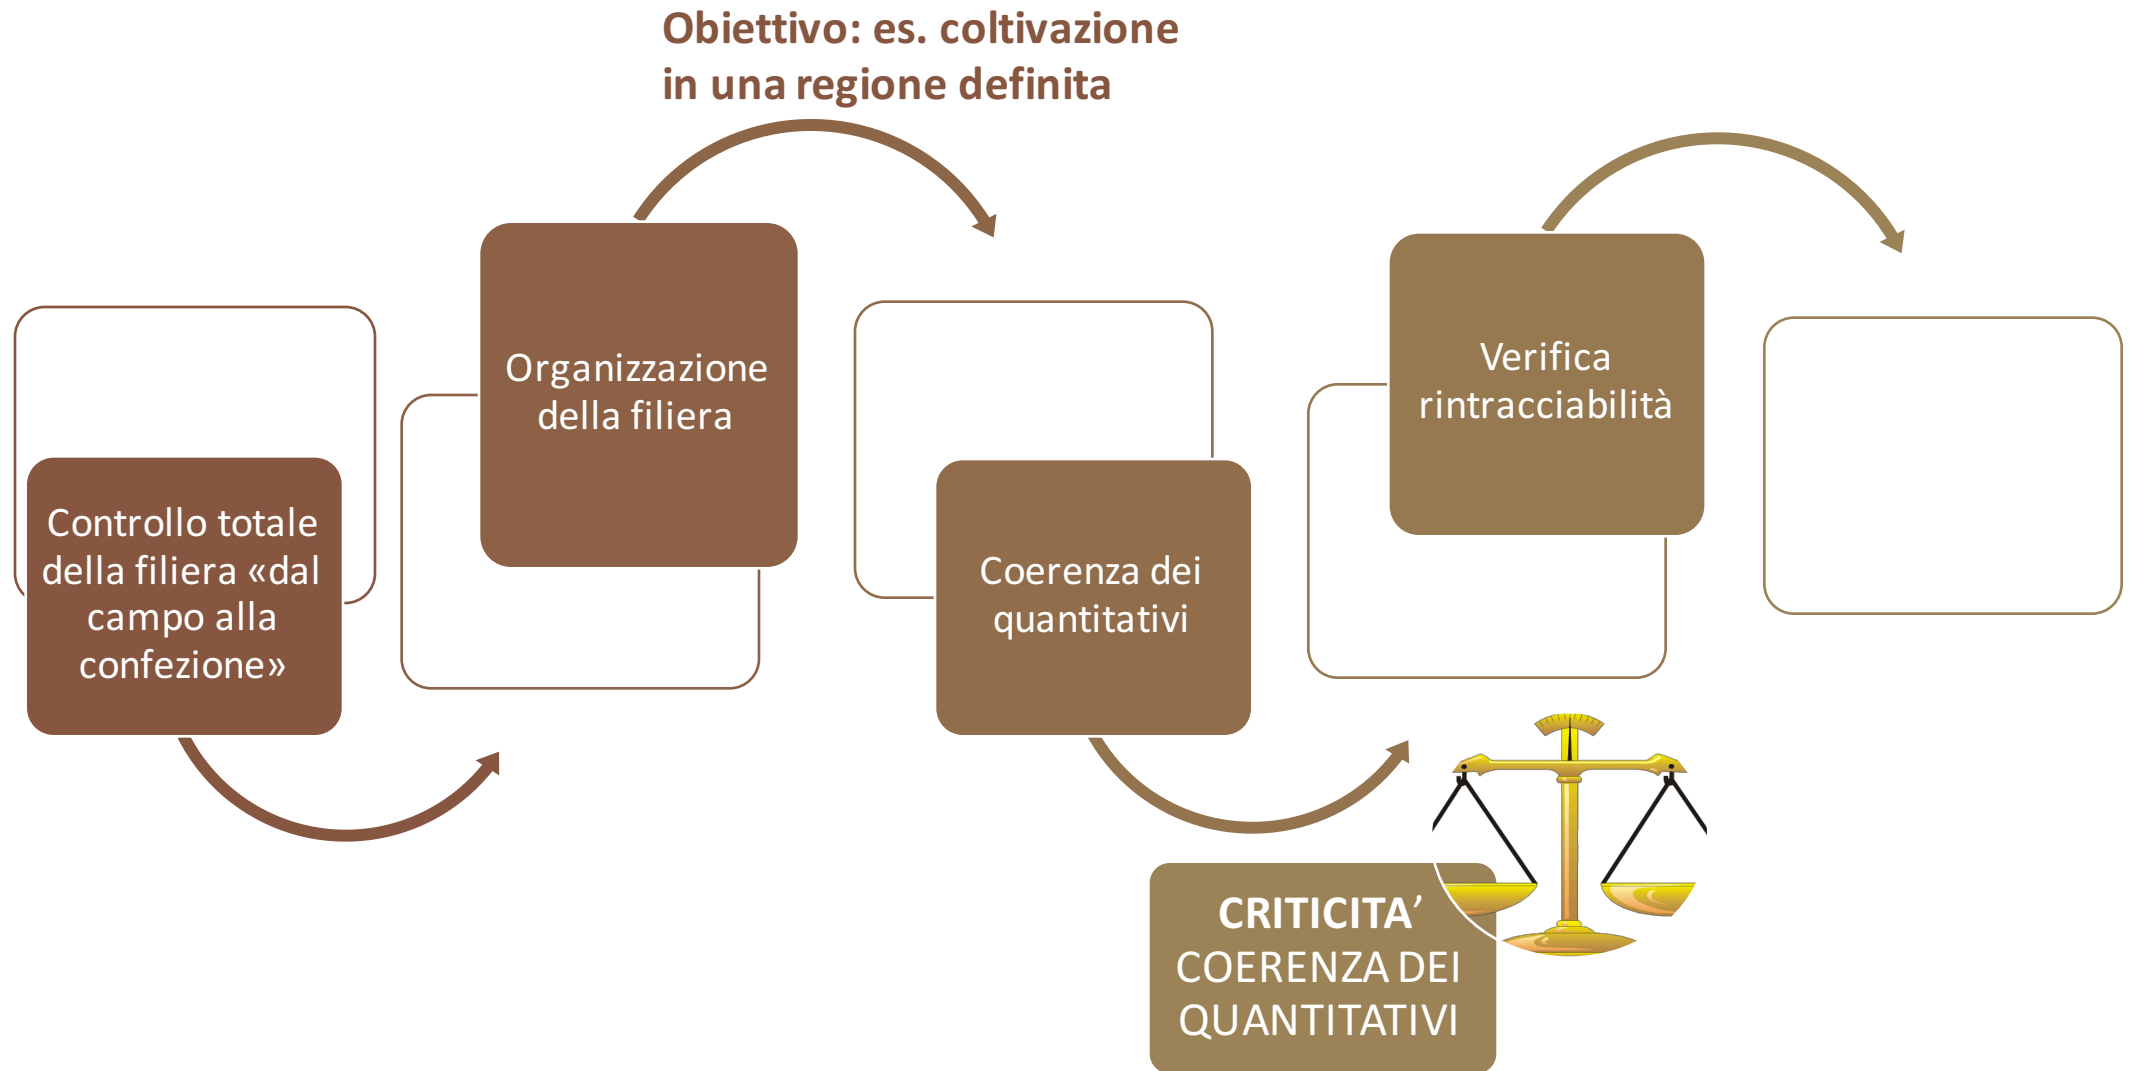 Obiettivo: es. coltivazione
in una regione definita
Controllo totale
della filiera «dal
campo alla
confezione»
Organizzazione
della filiera
Coerenza dei
quantitativi
Verifica
rintracciabilità
CRITICITA’
COERENZA DEI
QUANTITATIVI